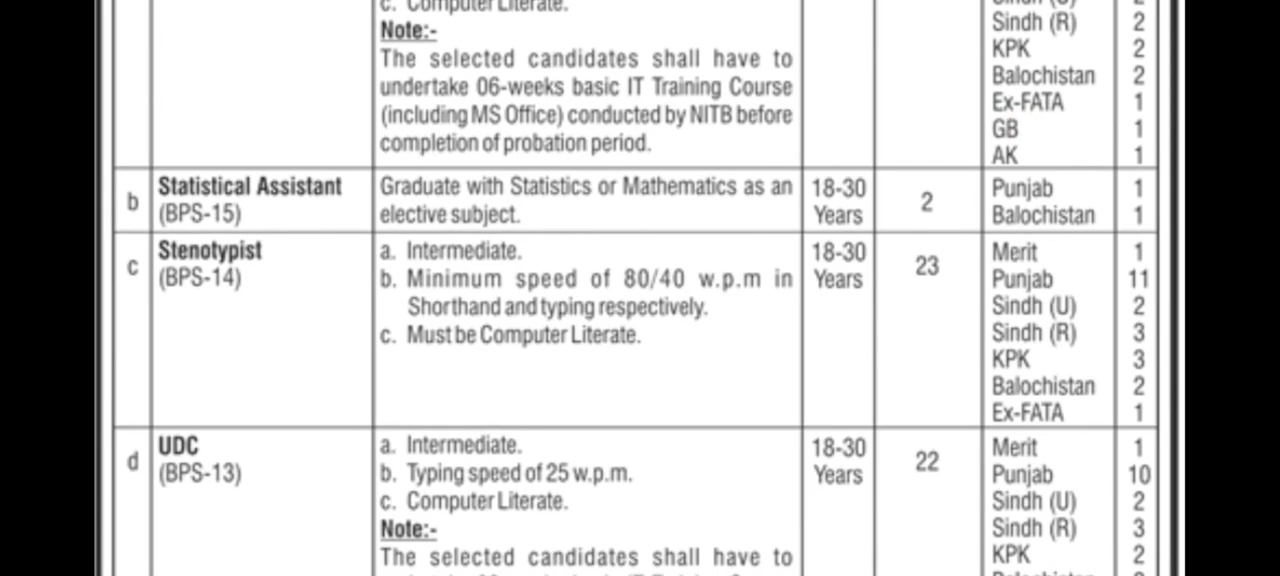 c. Computer Literate.
Note:-
The selected candidates shall have to
undertake 06-weeks basic IT Training Course
(including MS Office) conducted by NITB before
completion of probation period.
2
Sindh (R) 2
KPK 2
Balochistan 2
Ex-FATA 1
GB 1
AK 1
b
Statistical Assistant
(BPS-15)
Graduate with Statistics or Mathematics as an
elective subject.
18-30
Years
2
Punjab 1
Balochistan 1
c
Stenotypist
(BPS-14)
a. Intermediate.
b. Minimum speed of 80/40 w.p.m in
Shorthand and typing respectively.
c. Must be Computer Literate.
18-30
Years
23
Merit 1
Punjab 11
Sindh (U) 2
Sindh (R) 3
KPK 3
Balochistan 2
Ex-FATA 1
d
UDC
(BPS-13)
a. Intermediate.
b. Typing speed of 25 w.p.m.
c. Computer Literate.
Note:-
The selected candidates shall have to
18-30
Years
22
Merit 1
Punjab 10
Sindh (U) 2
Sindh (R) 3
KPK 2